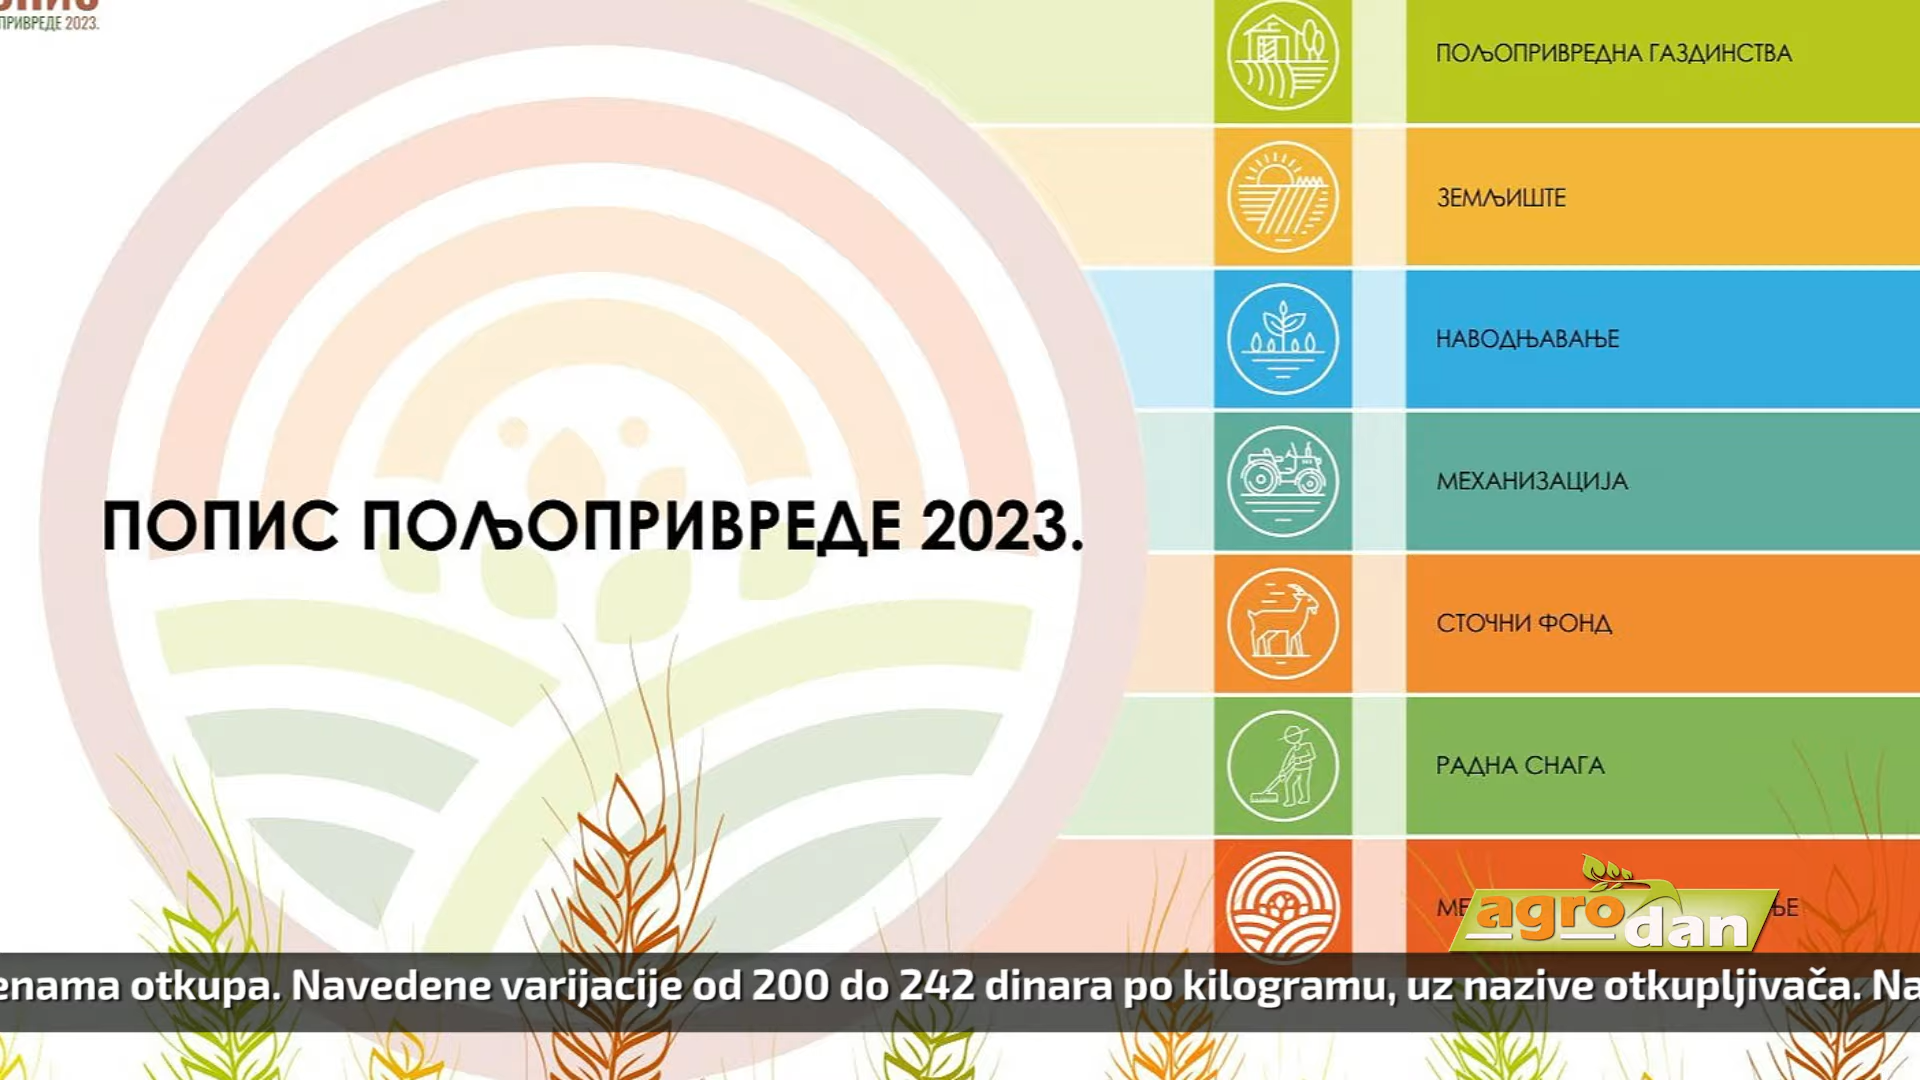 ПРИВРЕДЕ 2023.
ПОЉОПРИВРЕДНА ГАЗДИНСТВА
ЗЕМЉИШТЕ
НАВОДЊАВАЊЕ
МЕХАНИЗАЦИЈА
ПОПИС ПОЉОПРИВРЕДЕ 2023.
СТОЧНИ ФОНД
РАДНА СНАГА
agro
dan
otkupa. Navedene varijacije od 200 do 242 dinara po kilogramu, uz nazive otkupljivača. Na